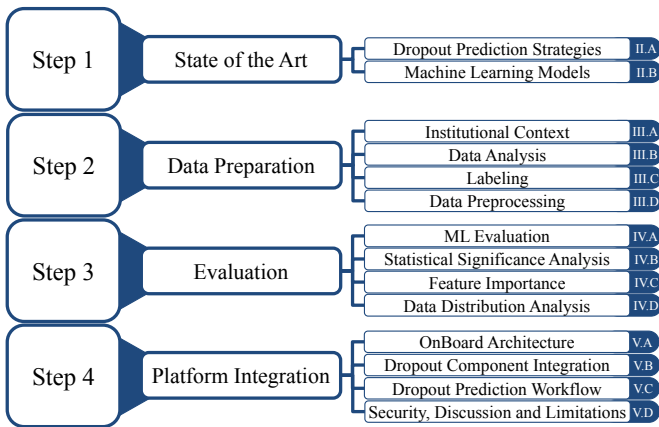 Step 1
State of the Art
Dropout Prediction Strategies II.A
Machine Learning Models II.B
Step 2
Data Preparation
Institutional Context III.A
Data Analysis III.B
Labeling III.C
Data Preprocessing III.D
Step 3
Evaluation
ML Evaluation IV.A
Statistical Significance Analysis IV.B
Feature Importance IV.C
Data Distribution Analysis IV.D
Step 4
Platform Integration
OnBoard Architecture V.A
Dropout Component Integration V.B
Dropout Prediction Workflow V.C
Security, Discussion and Limitations V.D